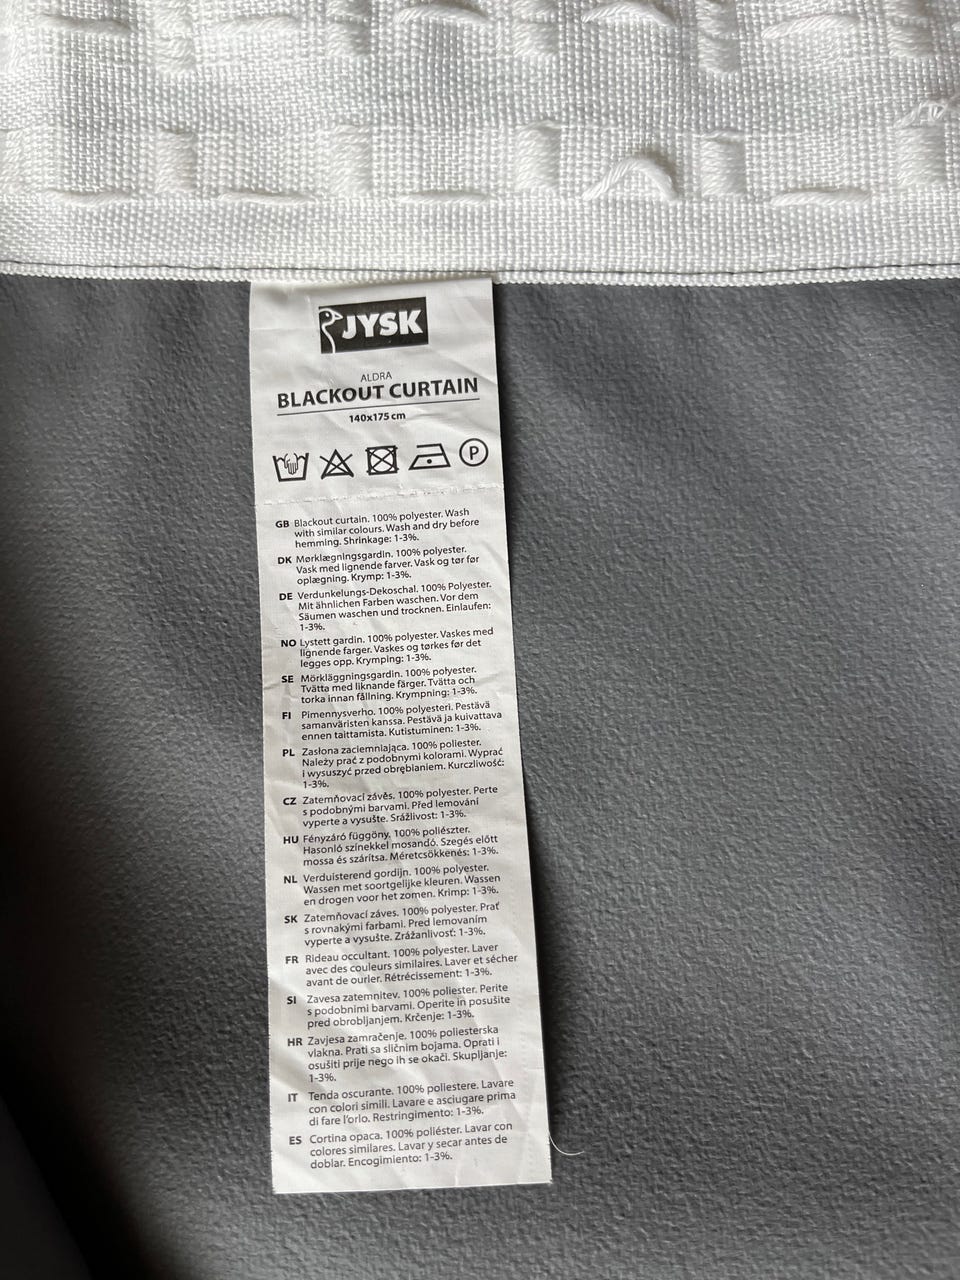 JYSK
ALDRA
BLACKOUT CURTAIN
140x175 cm
P
GB Blackout curtain. 100% polyester. Wash
with similar colours. Wash and dry before
hemming. Shrinkage: 1-3%.
DK Mørklægningsgardin. 100% polyester.
Vask med lignende farver. Vask og tør før
oplægning. Krymp: 1-3%.
DE Verdunkelungs-Dekoschal. 100% Polyester.
Mit ähnlichen Farben waschen. Vor dem
Säumen waschen und trocknen. Einlaufen:
1-3%.
NO Lystett gardin. 100% polyester. Vaskes med
lignende farger. Vaskes og tørkes før det
legges opp. Krymping: 1-3%.
SE Mörkläggningsgardin. 100% polyester.
Tvätta med liknande färger. Tvätta och
torka innan fållning. Krympning: 1-3%.
FI Pimennysverho. 100% polyesteri. Pestävä
samanväristen kanssa. Pestävä ja kuivattava
ennen taittamista. Kutistuminen: 1-3%.
PL Zasłona zaciemniająca. 100% poliester.
Należy prać z podobnymi kolorami. Wyprać
i wysuszyć przed obrębianiem. Kurczliwość:
1-3%.
CZ Zatemňovací závěs. 100% polyester. Perte
s podobnými barvami. Před lemování
vyperte a vysušte. Srážlivost: 1-3%.
HU Fényzáró függöny. 100% poliészter.
Hasonló színekkel mosandó. Szegés előtt
mossa és szárítsa. Méretcsökkenés: 1-3%.
NL Verduisterend gordijn. 100% polyester.
Wassen met soortgelijke kleuren. Wassen
en drogen voor het zomen. Krimp: 1-3%.
SK Zatemňovací záves. 100% polyester. Prať
s rovnakými farbami. Pred lemovaním
vyperte a vysušte. Zrážanlivosť: 1-3%.
FR Rideau occultant. 100% polyester. Laver
avec des couleurs similaires. Laver et sécher
avant de ourler. Rétrécissement: 1-3%.
SI Zavesa zatemnitev. 100% poliester. Perite
s podobnimi barvami. Operite in posušite
pred obrobljanjem. Krčenje: 1-3%.
HR Zavjesa zamračenje. 100% poliesterska
vlakna. Prati sa sličnim bojama. Oprati i
osušiti prije nego ih se okači. Skupljanje:
1-3%.
IT Tenda oscurante. 100% poliestere. Lavare
con colori simili. Lavare e asciugare prima
di fare l'orlo. Restringimento: 1-3%.
ES Cortina opaca. 100% poliéster. Lavar con
colores similares. Lavar y secar antes de
doblar. Encogimiento: 1-3%.